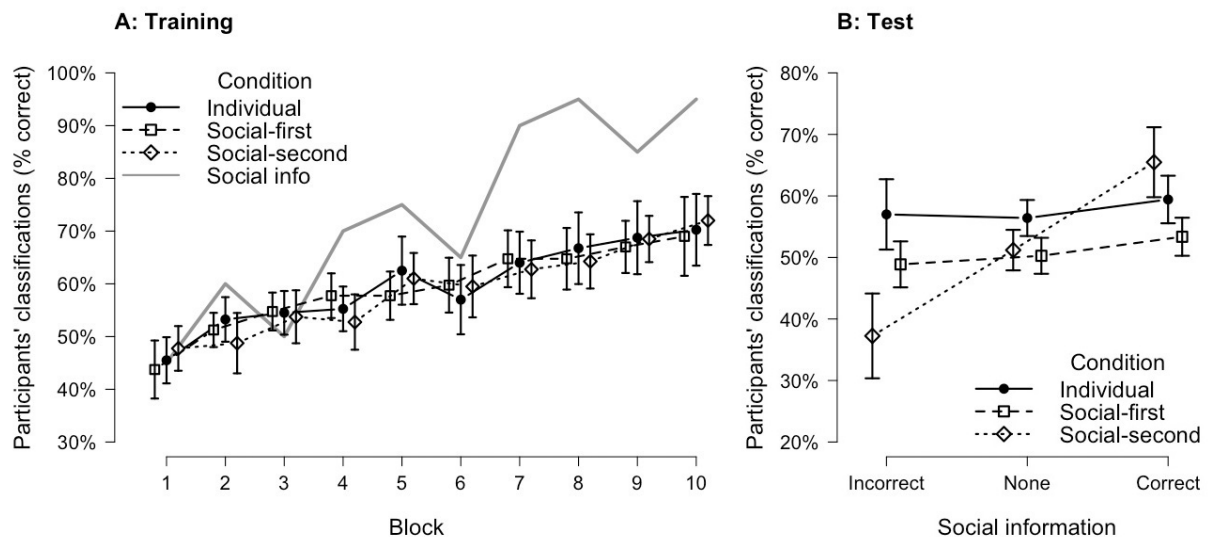 A: Training
Participants' classifications (% correct)
100%
90%
80%
70%
60%
50%
40%
30%
Condition
Individual
Social-first
Social-second
Social info
1 2 3 4 5 6 7 8 9 10
Block
B: Test
Participants' classifications (% correct)
80%
70%
60%
50%
40%
30%
20%
Condition
Individual
Social-first
Social-second
Incorrect None Correct
Social information